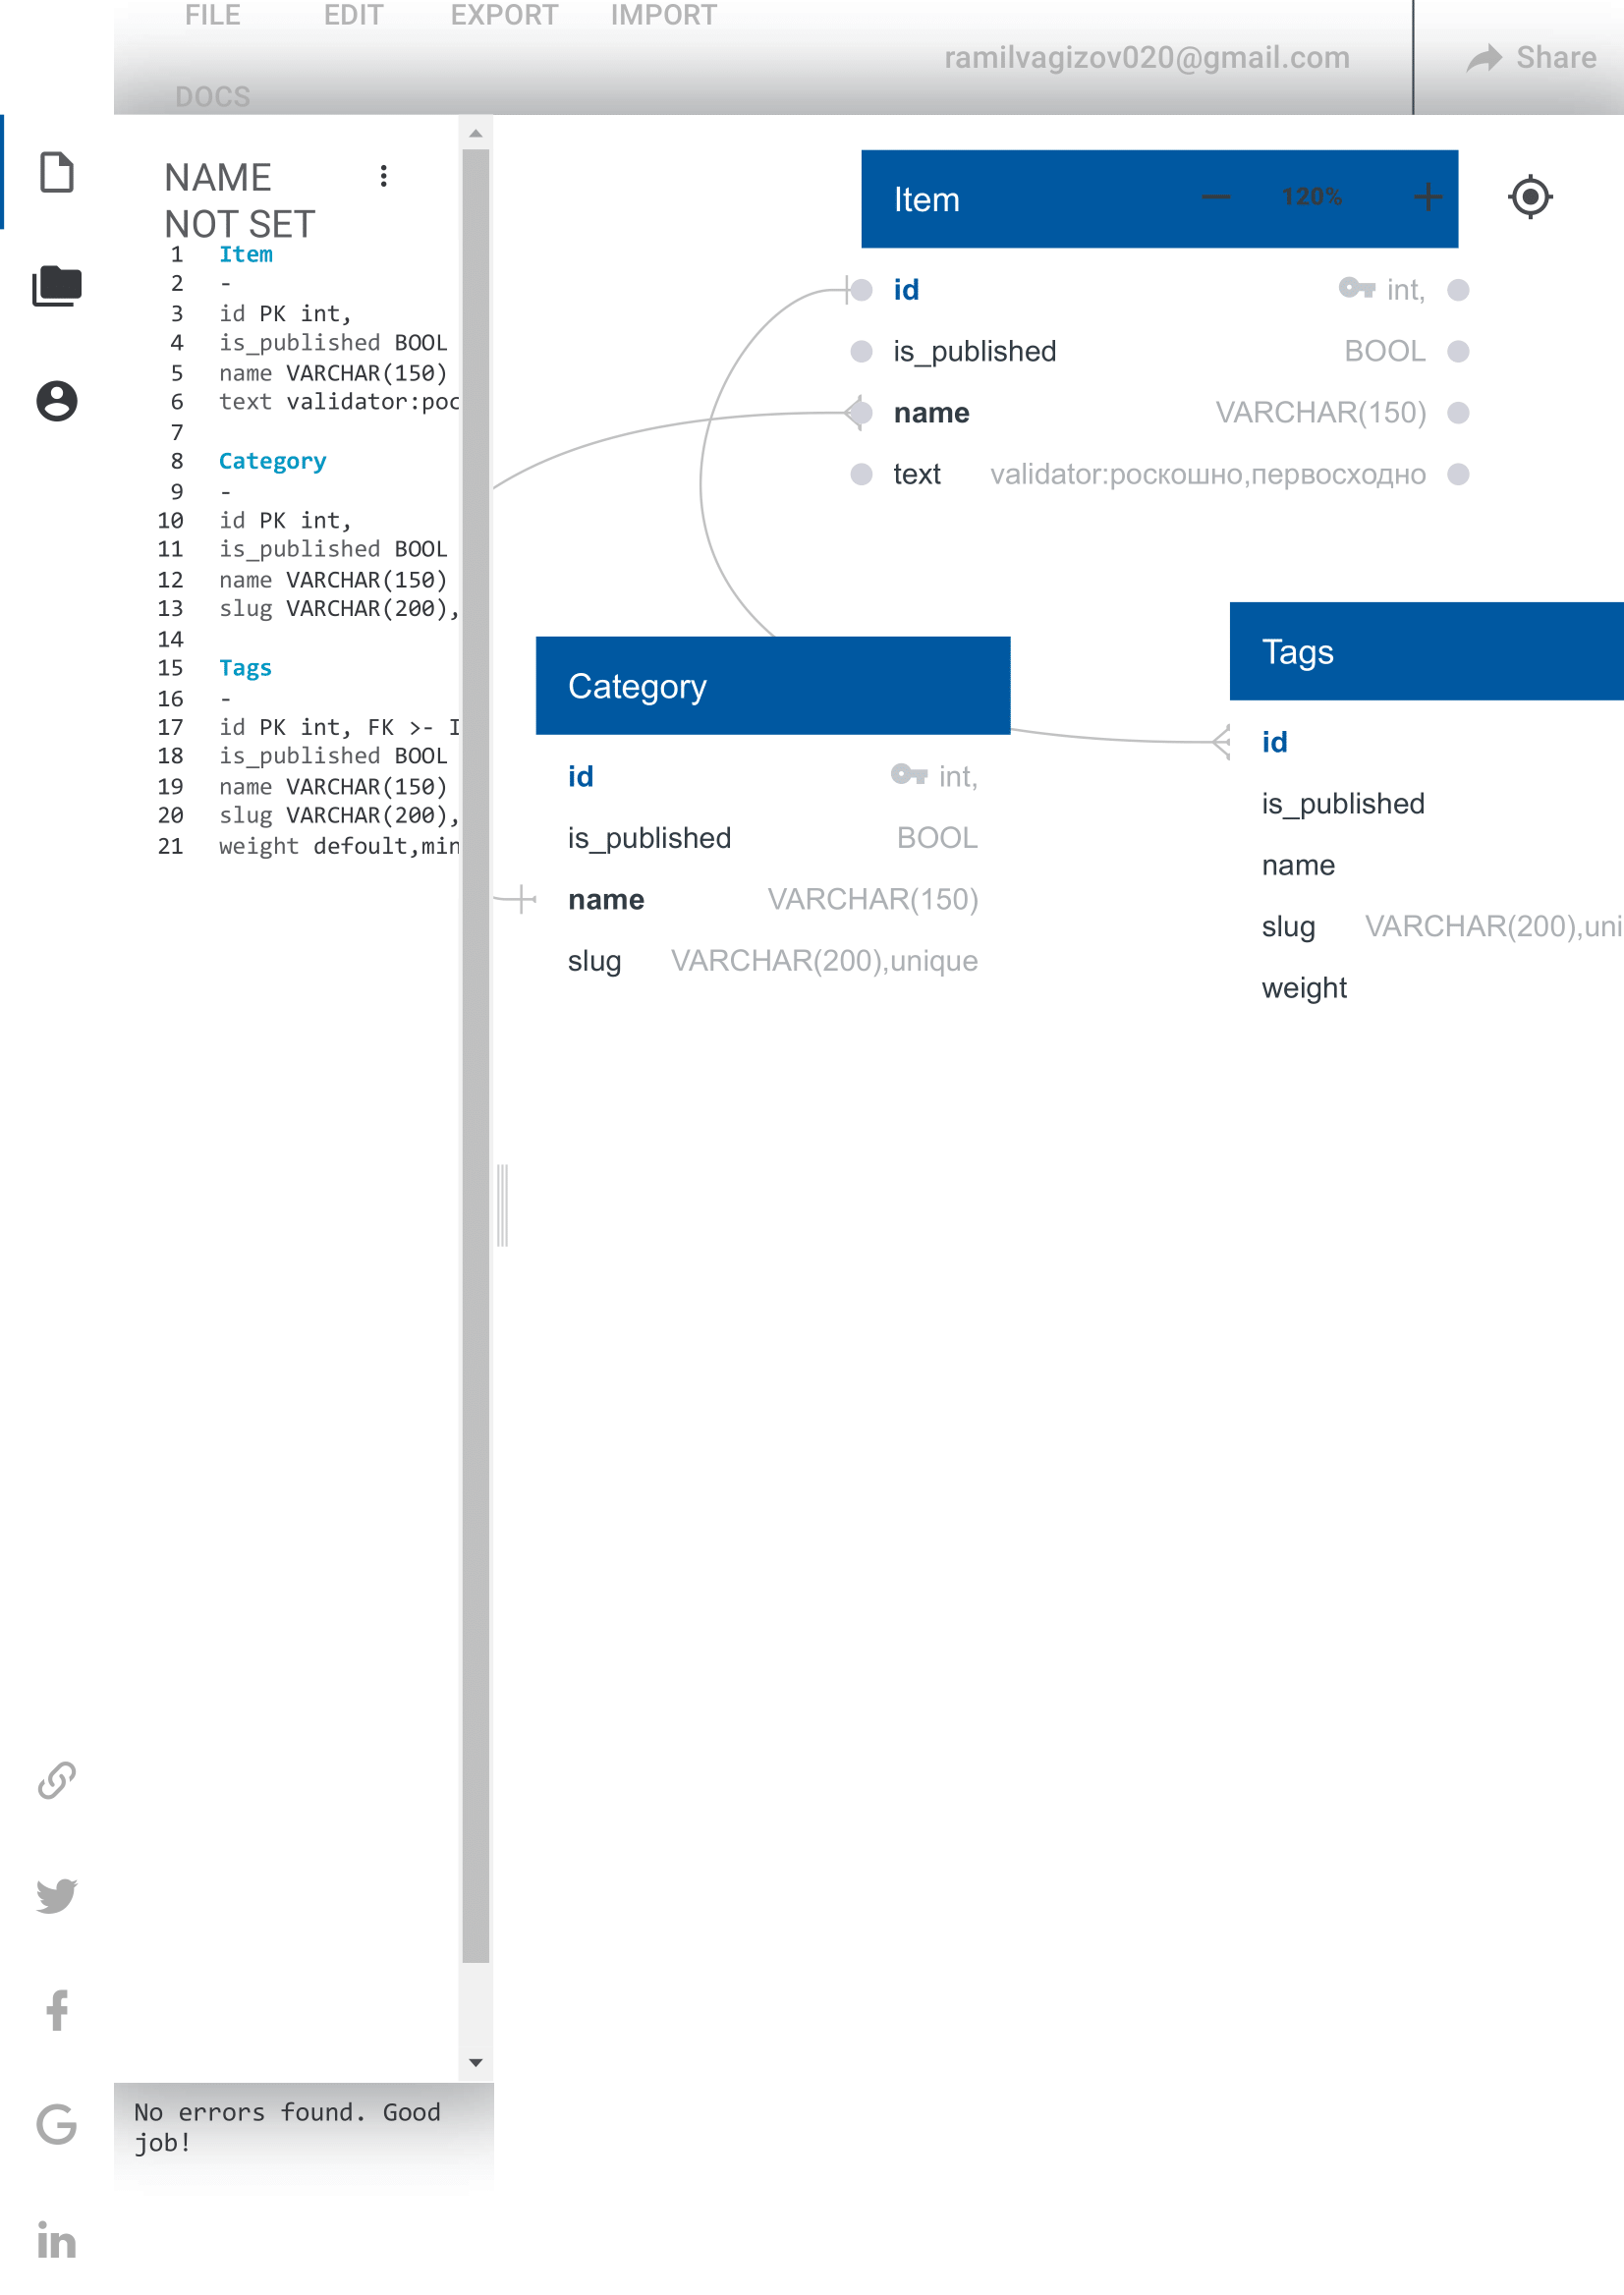 FILE EDIT EXPORT IMPORT
ramilvagizov020@gmail.com Share
DOCS
NAME
NOT SET
1 Item
2 -
3 id PK int,
4 is_published BOOL
5 name VARCHAR(150)
6 text validator:рос
7
8 Category
9 -
10 id PK int,
11 is_published BOOL
12 name VARCHAR(150)
13 slug VARCHAR(200),
14
15 Tags
16 -
17 id PK int, FK >- I
18 is_published BOOL
19 name VARCHAR(150)
20 slug VARCHAR(200),
21 weight defoult,min
No errors found. Good
job!
Item 120%
id int,
is_published BOOL
name VARCHAR(150)
text validator:роскошно,первосходно
Category
id int,
is_published BOOL
name VARCHAR(150)
slug VARCHAR(200),unique
Tags
id
is_published
name
slug VARCHAR(200),uni
weight